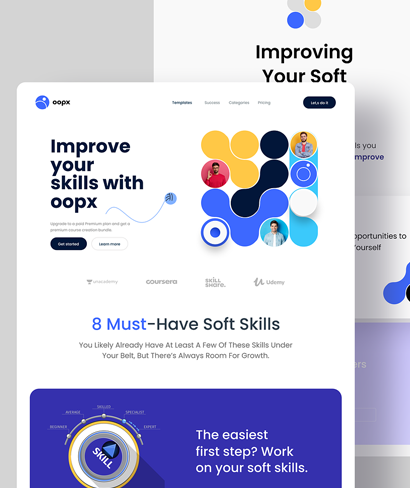 Improving
Your Soft
oopx
Templates Success Categories Pricing
Let's do it
Improve
your
skills with
oopx
Upgrade to a paid Premium plan and get a
premium course creation bundle
Get started
Learn more
unacademy
coursera
SKILL
SHARE.
Udemy
8 Must-Have Soft Skills
You Likely Already Have At Least A Few Of These Skills Under
Your Belt, But There's Always Room For Growth.
BEGINNER
AVERAGE
SKILLED
SPECIALIST
EXPERT
SKILL
The easiest
first step? Work
on your soft skills.
you
mprove
pportunities to
Yourself
ers